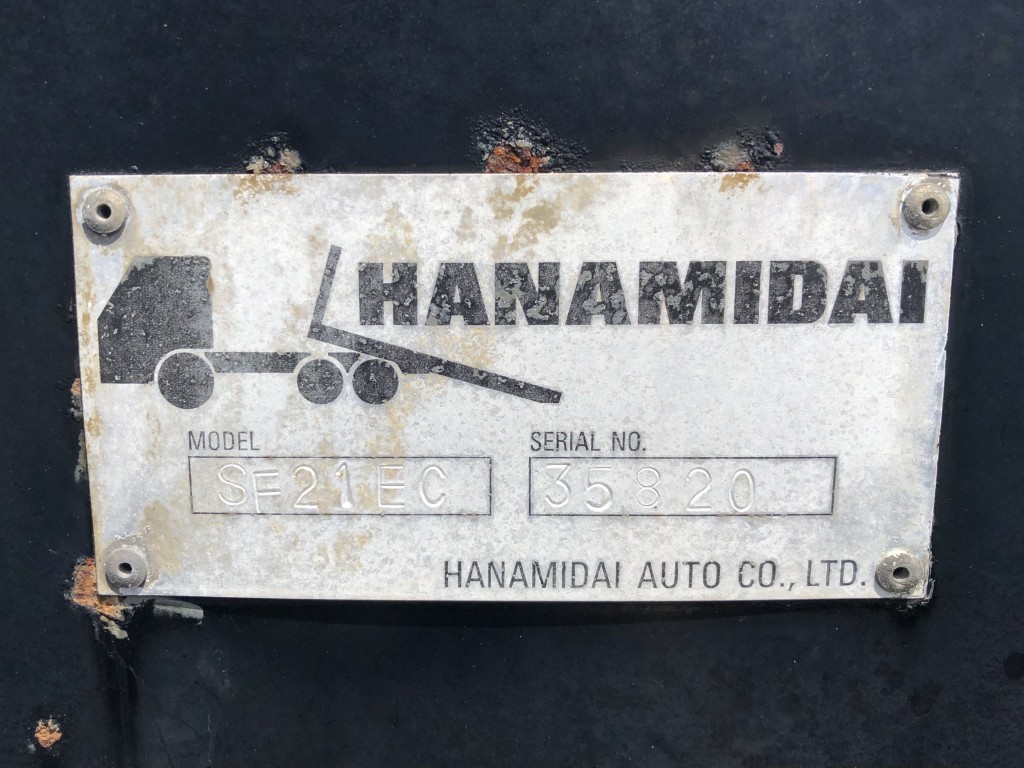 HANAMIDAI
MODEL SERIAL NO.
SF21EC 35820
HANAMIDAI AUTO CO., LTD.